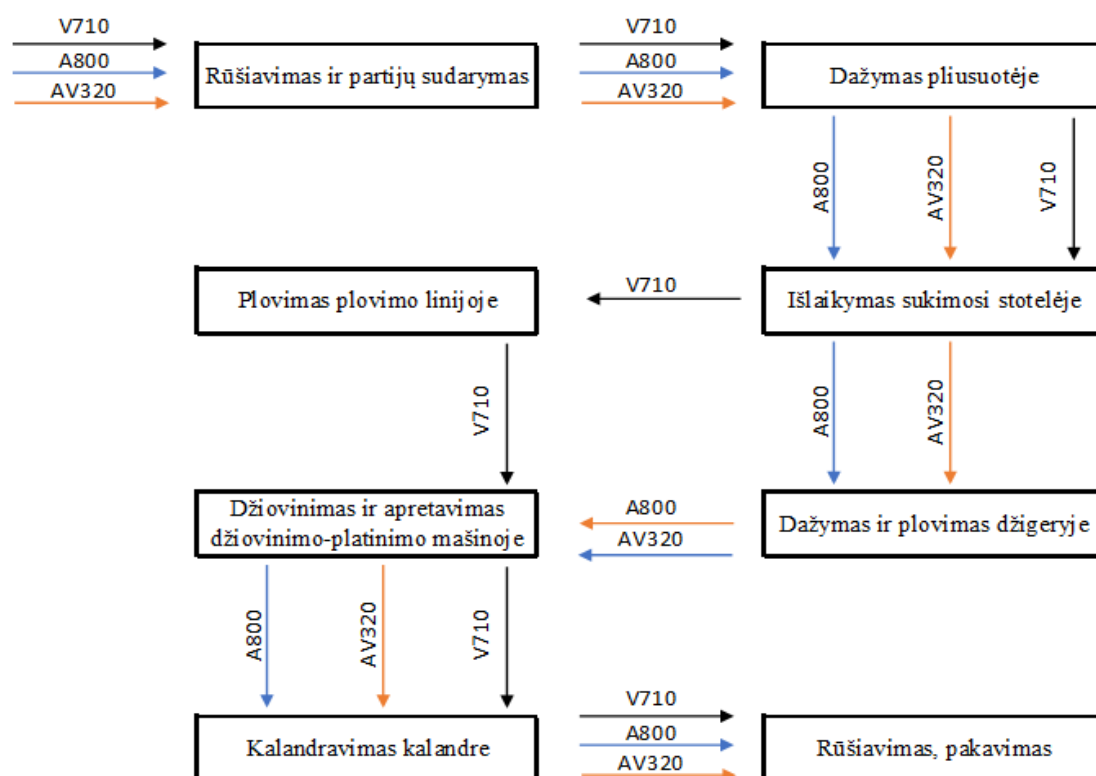 V710
A800
AV320
Rūšiavimas ir partijų sudarymas
V710
A800
AV320
Dažymas pliusuotėje
A800
AV320
V710
Plovimas plovimo linijoje
V710
Išlaikymas sukimosi stotelėje
V710
A800
AV320
Džiovinimas ir apretavimas
džiovinimo-platinimo mašinoje
A800
AV320
Dažymas ir plovimas džigeryje
A800
AV320
V710
Kalandravimas kalandre
V710
A800
AV320
Rūšiavimas, pakavimas